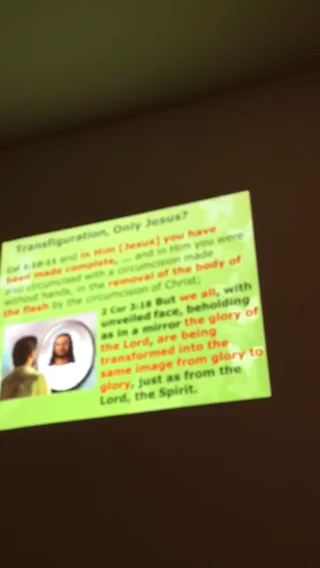 Transfiguration, Only Jesus?
Col 2:10-11 and in Him [Jesus] you have
been made complete, ... and in Him you were
also circumcised with a circumcision made
without hands, in the removal of the body of
the flesh by the circumcision of Christ;
2 Cor 3:18 But we all, with
unveiled face, beholding
as in a mirror the glory of
the Lord, are being
transformed into the
same image from glory to
glory, just as from the
Lord, the Spirit.